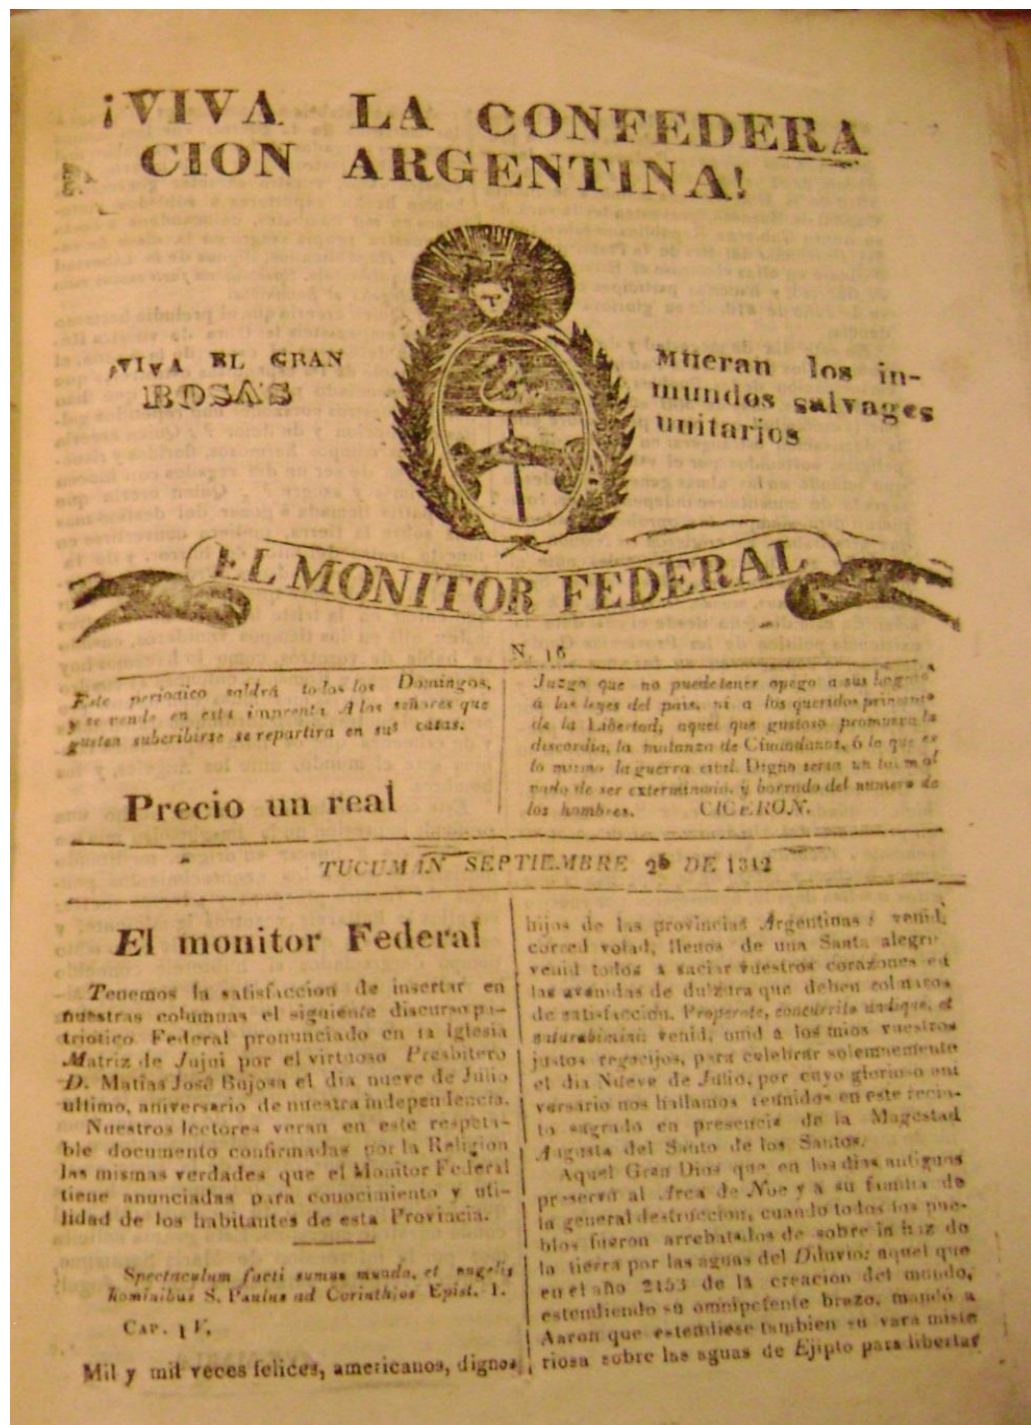 ¡VIVA LA CONFEDERA
CION ARGENTINA!
¡VIVA EL GRAN
ROSAS
Mueran los in-
mundos salvages
unitarios
EL MONITOR FEDERAL
N. 16
Este periodico saldrá todos los Domingos,
y se vende en esta imprenta A los señores que
gusten subcribirse se repartira en sus casas.
Precio un real
Juzgo que no puede tener apego a sus hogares
á las leyes del pais, ni a los queridos
de la Libertad, aquel que gustoso promueva la
discordia, la matanza de Ciudadanos, ó lo que es
lo mismo la guerra civil. Digno seria un tal mal
vado de ser exterminado, y borrado del numero de
los hombres. CICERON.
TUCUMAN SEPTIEMBRE DE 1842
El monitor Federal
Tenemos la satisfaccion de insertar en
nuestras columnas el siguiente discurso pa-
triotico Federal pronunciado en la Iglesia
Matriz de Jujui por el virtuoso Presbitero
D. Matias José Bujosa el dia nueve de Julio
ultimo, aniversario de nuestra independencia.
Nuestros lectores veran en este respeta-
ble documento confirmadas por la Religion
las mismas verdades que el Monitor Federal
tiene anunciadas para conocimiento y uti-
lidad de los habitantes de esta Provincia.
Spectaculum facti sumus mundo, et angelis
hominibus S. Paulus ad Corinthios Epist. 1.
CAP. IV.
Mil y mil veces felices, americanos, dignos
hijos de las provincias Argentinas: venid,
corred volad, llenos de una Santa alegr
venid todos a saciar vuestros corazones en
las avenidas de dulzura que deben colmaros
de satisfaccion. Properate, concurrite undique, et
venid, unid a los mios vuestros
justos regocijos, para celebrar solemnemente
el dia Nueve de Julio, por cuyo glorioso ani
versario nos hallamos reunidos en este recin-
to sagrado en presencia de la Magestad
Augusta del Santo de los Santos.
Aquel Gran Dios que en los dias antiguos
preservó al Arca de Noe y a su familia de
la general destruccion, cuando todos los pue-
blos fueron arrebatados de sobre la haz de
la tierra por las aguas del Diluvio: aquel que
en el año 2453 de la creacion del mundo,
estendiendo su omnipotente brazo, mandó a
Aaron que estendiese tambien su vara miste
riosa sobre las aguas de Ejipto para libertar